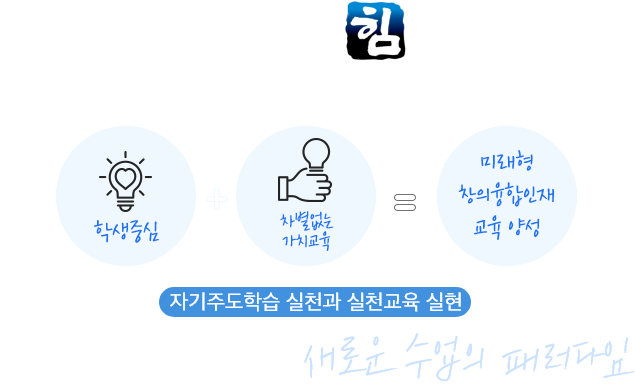 힘
학생중심
차별없는
가치교육
미래형
창의융합인재
교육 양성
자기주도학습 실천과 실천교육 실현
새로운 수업의 패러다임